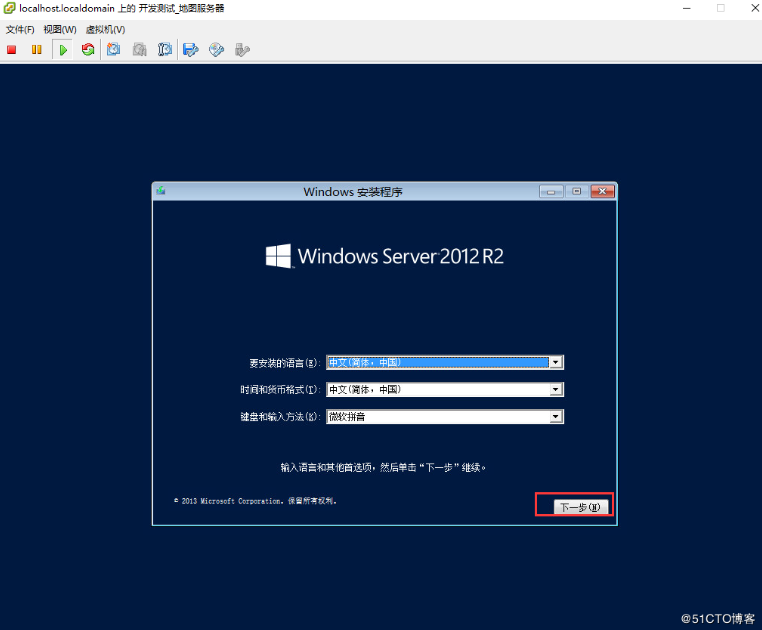 localhost.localdomain 上的 开发测试_地图服务器
文件(F) 视图(W) 虚拟机(V)
Windows 安装程序
Windows Server 2012 R2
要安装的语言(E): 中文(简体，中国)
时间和货币格式(T): 中文(简体，中国)
键盘和输入方法(K): 微软拼音
输入语言和其他首选项，然后单击“下一步”继续。
© 2013 Microsoft Corporation。保留所有权利。
下一步(N)
@51CTO博客